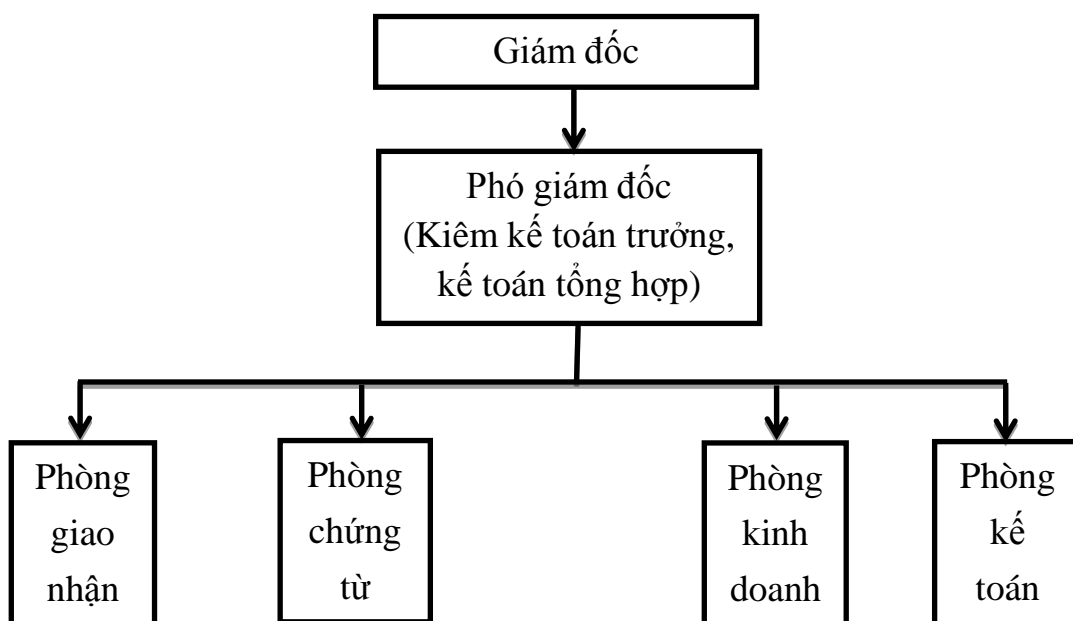 Giám đốc
Phó giám đốc
(Kiêm kế toán trưởng,
kế toán tổng hợp)
Phòng
giao
nhận
Phòng
chứng
từ
Phòng
kinh
doanh
Phòng
kế
toán